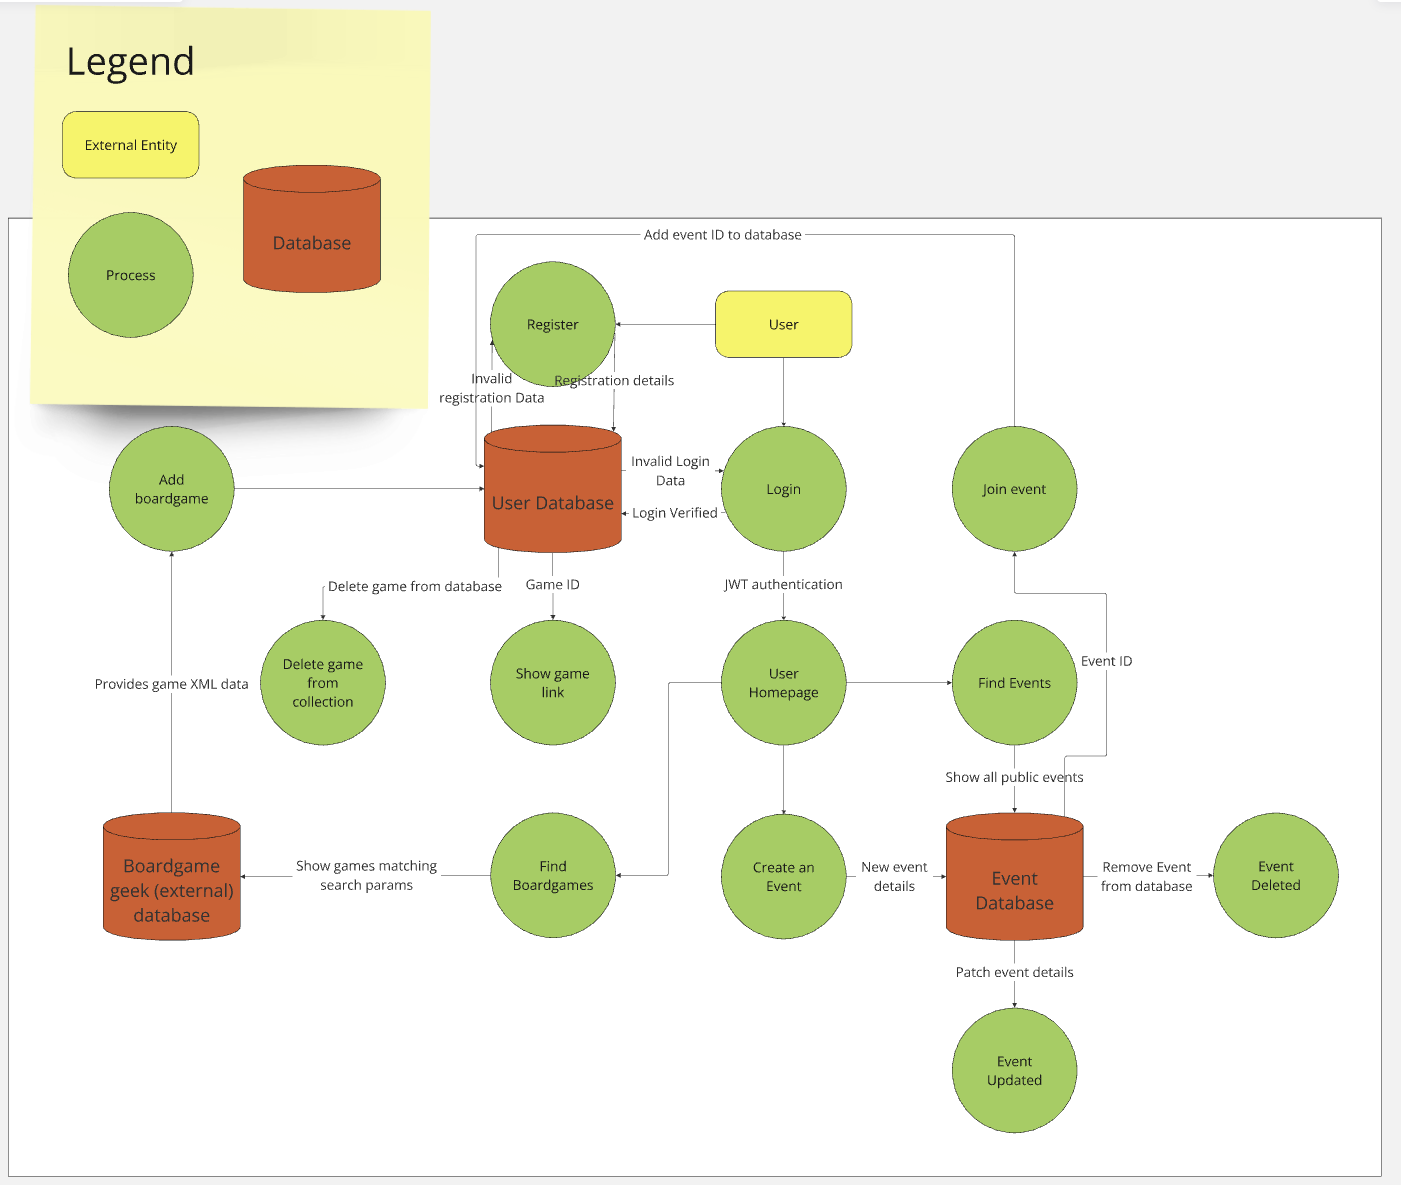 Legend
External Entity
Database
Process
Add event ID to database
Register
User
Invalid
registration Data
Registration details
Add
boardgame
User Database
Invalid Login
Data
Login Verified
Login
Join event
Delete game from database
Game ID
JWT authentication
Delete game
from
collection
Show game
link
User
Homepage
Find Events
Event ID
Provides game XML data
Show all public events
Boardgame
geek (external)
database
Show games matching
search params
Find
Boardgames
Create an
Event
New event
details
Event
Database
Remove Event
from database
Event
Deleted
Patch event details
Event
Updated